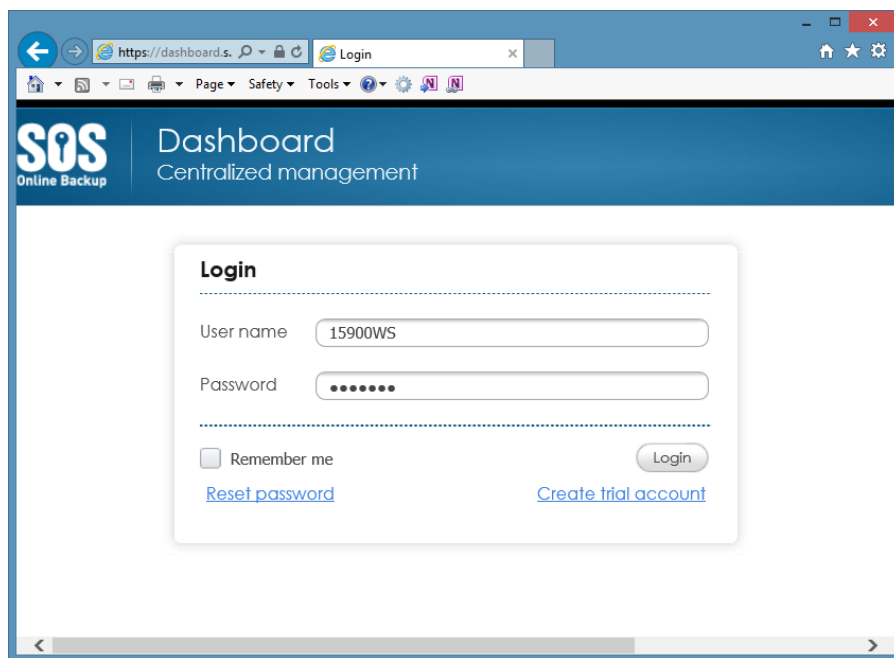 https://dashboard.s.
Login
Page
Safety
Tools
N
N
SOS
Online Backup
Dashboard
Centralized management
Login
User name
15900WS
Password
•••••••
Remember me
Login
Reset password
Create trial account